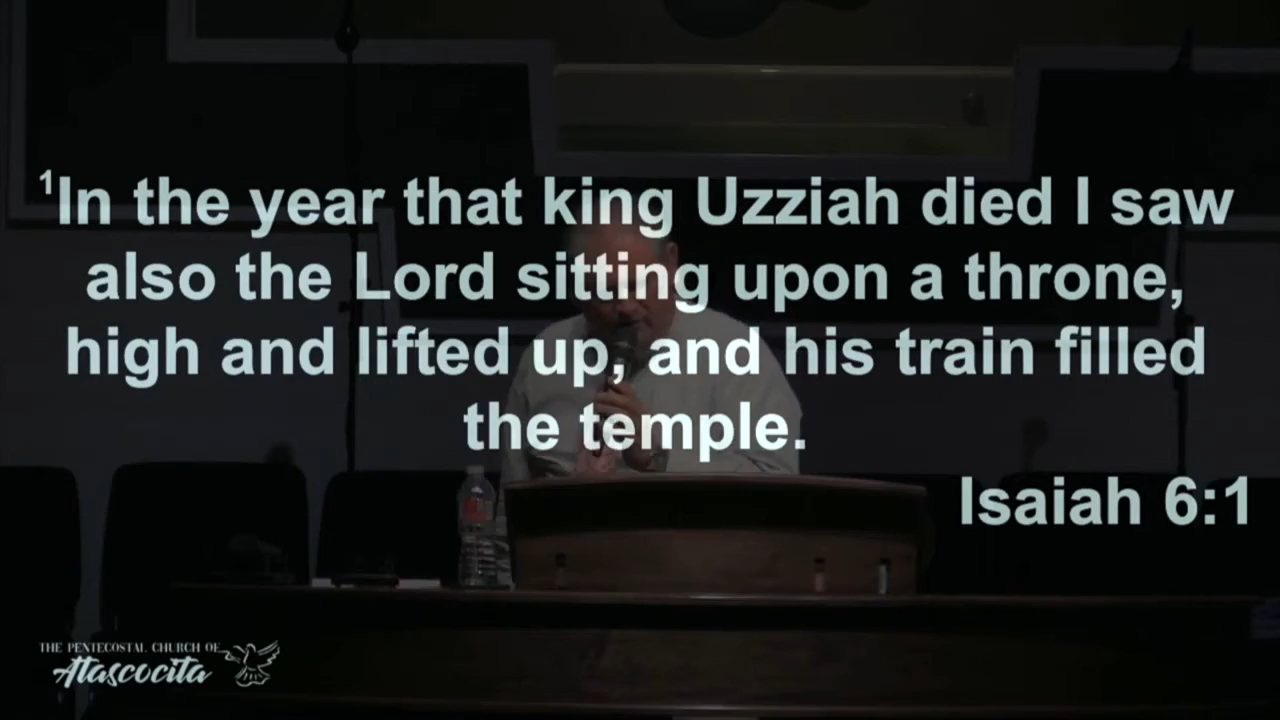 ¹In the year that king Uzziah died I saw
also the Lord sitting upon a throne,
high and lifted up, and his train filled
the temple.
Isaiah 6:1
THE PENTECOSTAL CHURCH OF
Atascocita